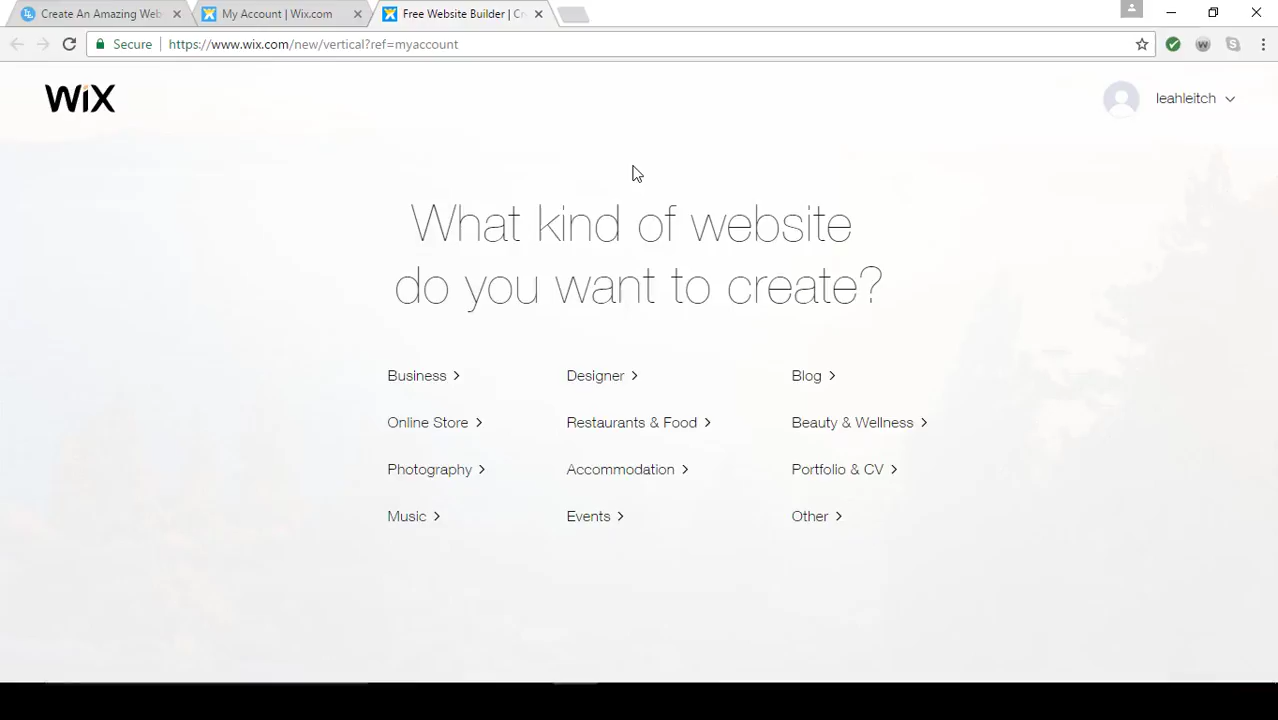 Create An Amazing Web
My Account | Wix.com
Free Website Builder | Cr
Secure
https://www.wix.com/new/vertical?ref=myaccount
W
WiX
leahleitch
What kind of website
do you want to create?
Business
Designer
Blog
Online Store
Restaurants & Food
Beauty & Wellness
Photography
Accommodation
Portfolio & CV
Music
Events
Other